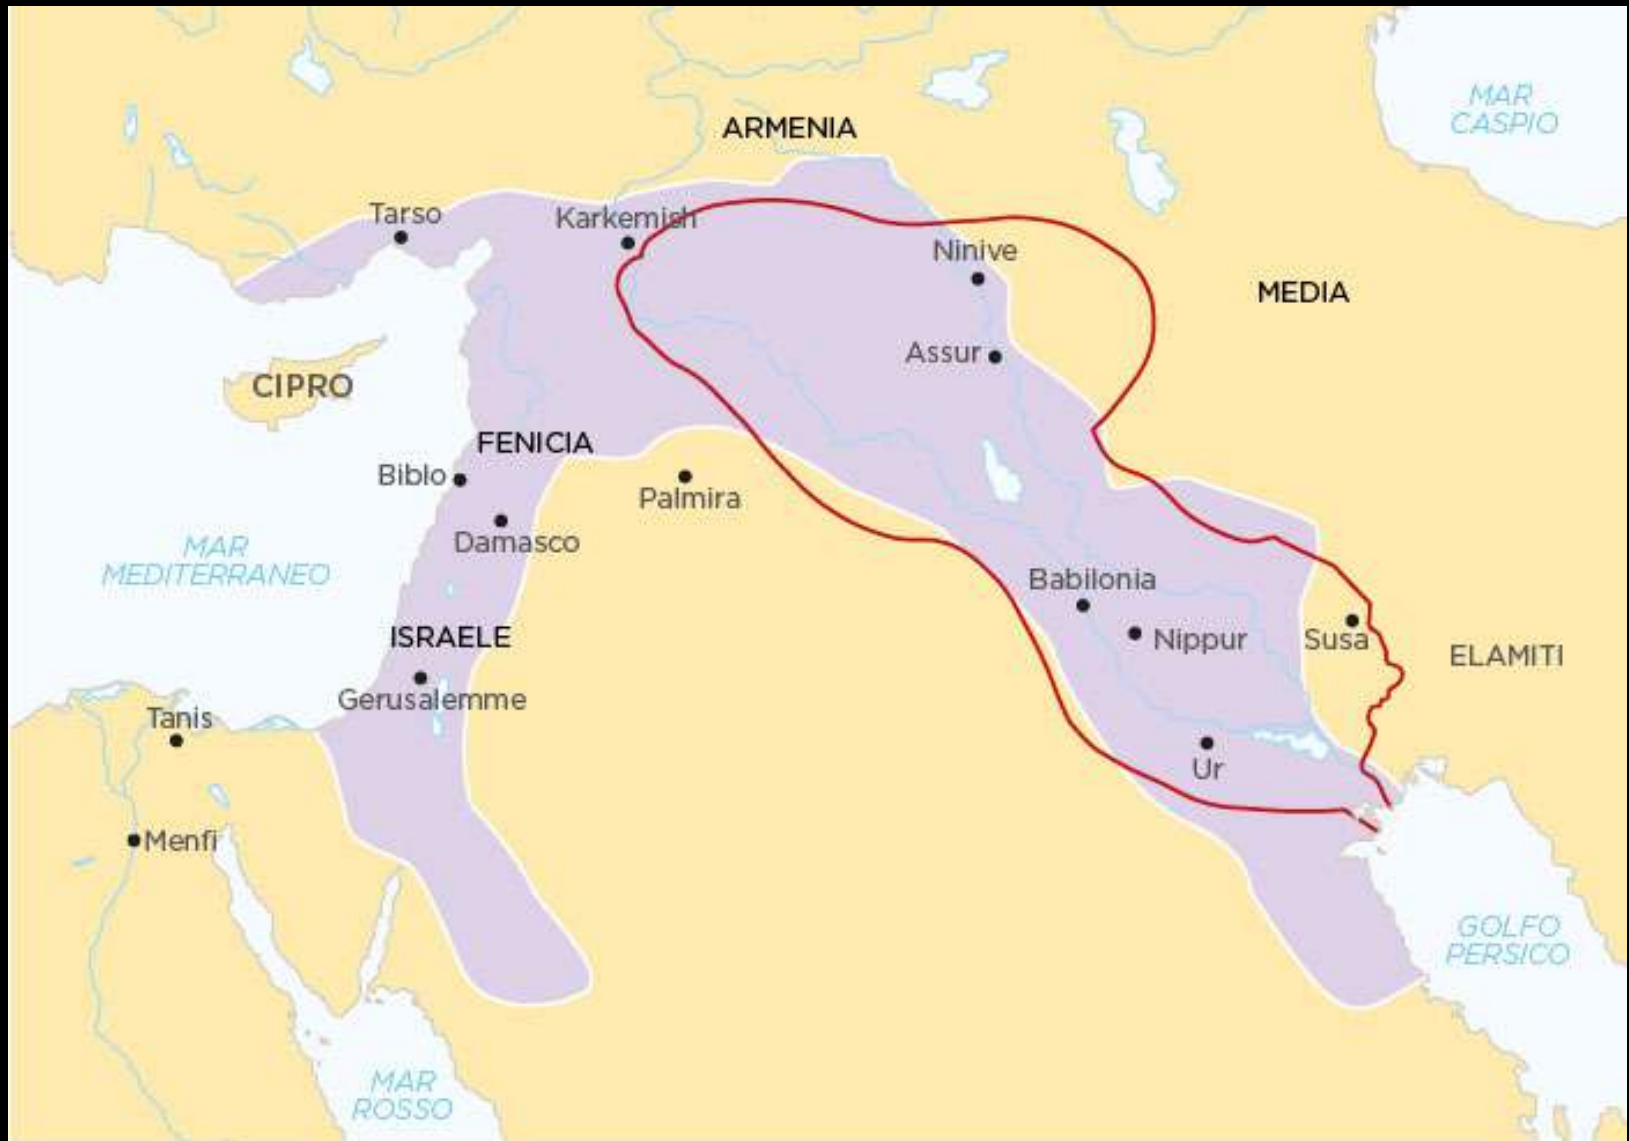 MAR
CASPIO
ARMENIA
Tarso
Karkemish
Ninive
MEDIA
Assur
CIPRO
FENICIA
Biblo
Palmira
Damasco
MAR
MEDITERRANEO
Babilonia
ISRAELE
Nippur
Susa
ELAMITI
Gerusalemme
Tanis
Ur
Menfi
GOLFO
PERSICO
MAR
ROSSO